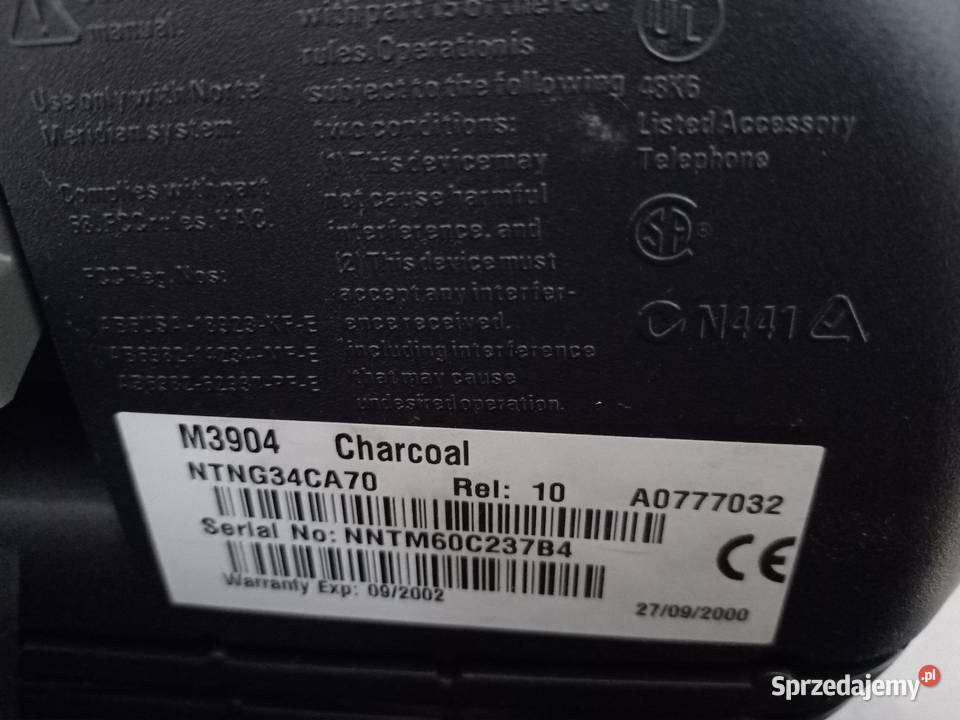 manual.
Use only with Nortel
Meridian system.
Complies with part
68, FCC rules. HAC.
FCC Reg. Nos:
with part 15 of the FCC
rules. Operation is
subject to the following
two conditions:
(1) This device may
not cause harmful
interference, and
(2) This device must
accept any interfer-
ence received,
including interference
that may cause
undesired operation.
UL
48X6
Listed Accessory
Telephone
SA®
N441
M3904 Charcoal
NTNG34CA70 Rel: 10 A0777032
Serial No: NNTM60C237B4
CE
Warranty Exp: 09/2002
27/09/2000
Sprzedajemy.pl